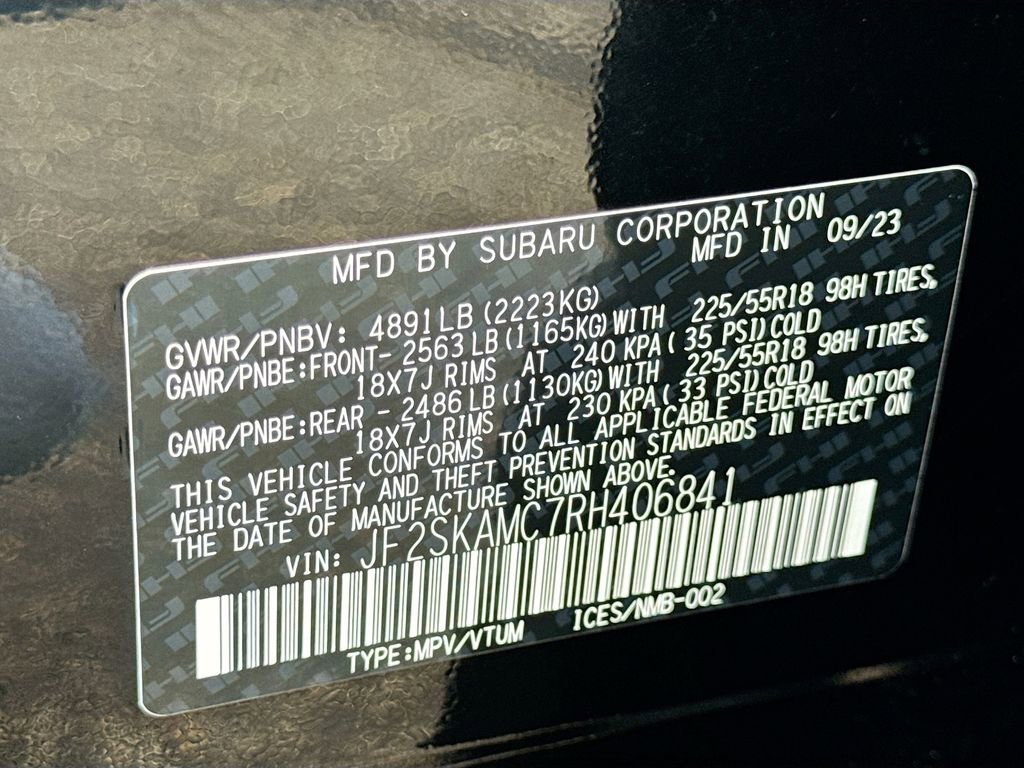 MFD BY SUBARU CORPORATION
MFD IN 09/23
GVWR/PNBV: 4891LB (2223KG)
GAWR/PNBE:FRONT- 2563 LB (1165KG) WITH 225/55R18 98H TIRES,
18X7J RIMS AT 240 KPA ( 35 PSI) COLD
GAWR/PNBE:REAR - 2486 LB (1130KG) WITH 225/55R18 98H TIRES,
18X7J RIMS AT 230 KPA ( 33 PSI) COLD
THIS VEHICLE CONFORMS TO ALL APPLICABLE FEDERAL MOTOR
VEHICLE SAFETY AND THEFT PREVENTION STANDARDS IN EFFECT ON
THE DATE OF MANUFACTURE SHOWN ABOVE.
VIN: JF2SKAMC7RH406841
TYPE:MPV/VTUM ICES/NMB-002